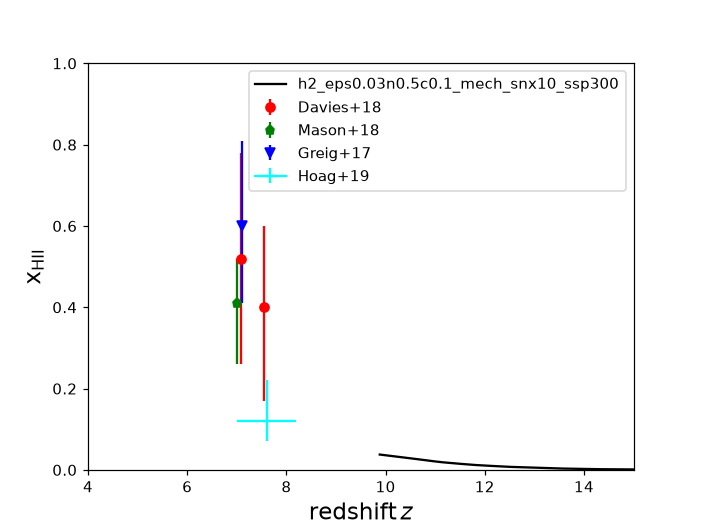 1.0
0.8
0.6
0.4
0.2
0.0
xHII
h2_eps0.03n0.5c0.1_mech_snx10_ssp300
Davies+18
Mason+18
Greig+17
Hoag+19
4 6 8 10 12 14
redshift z